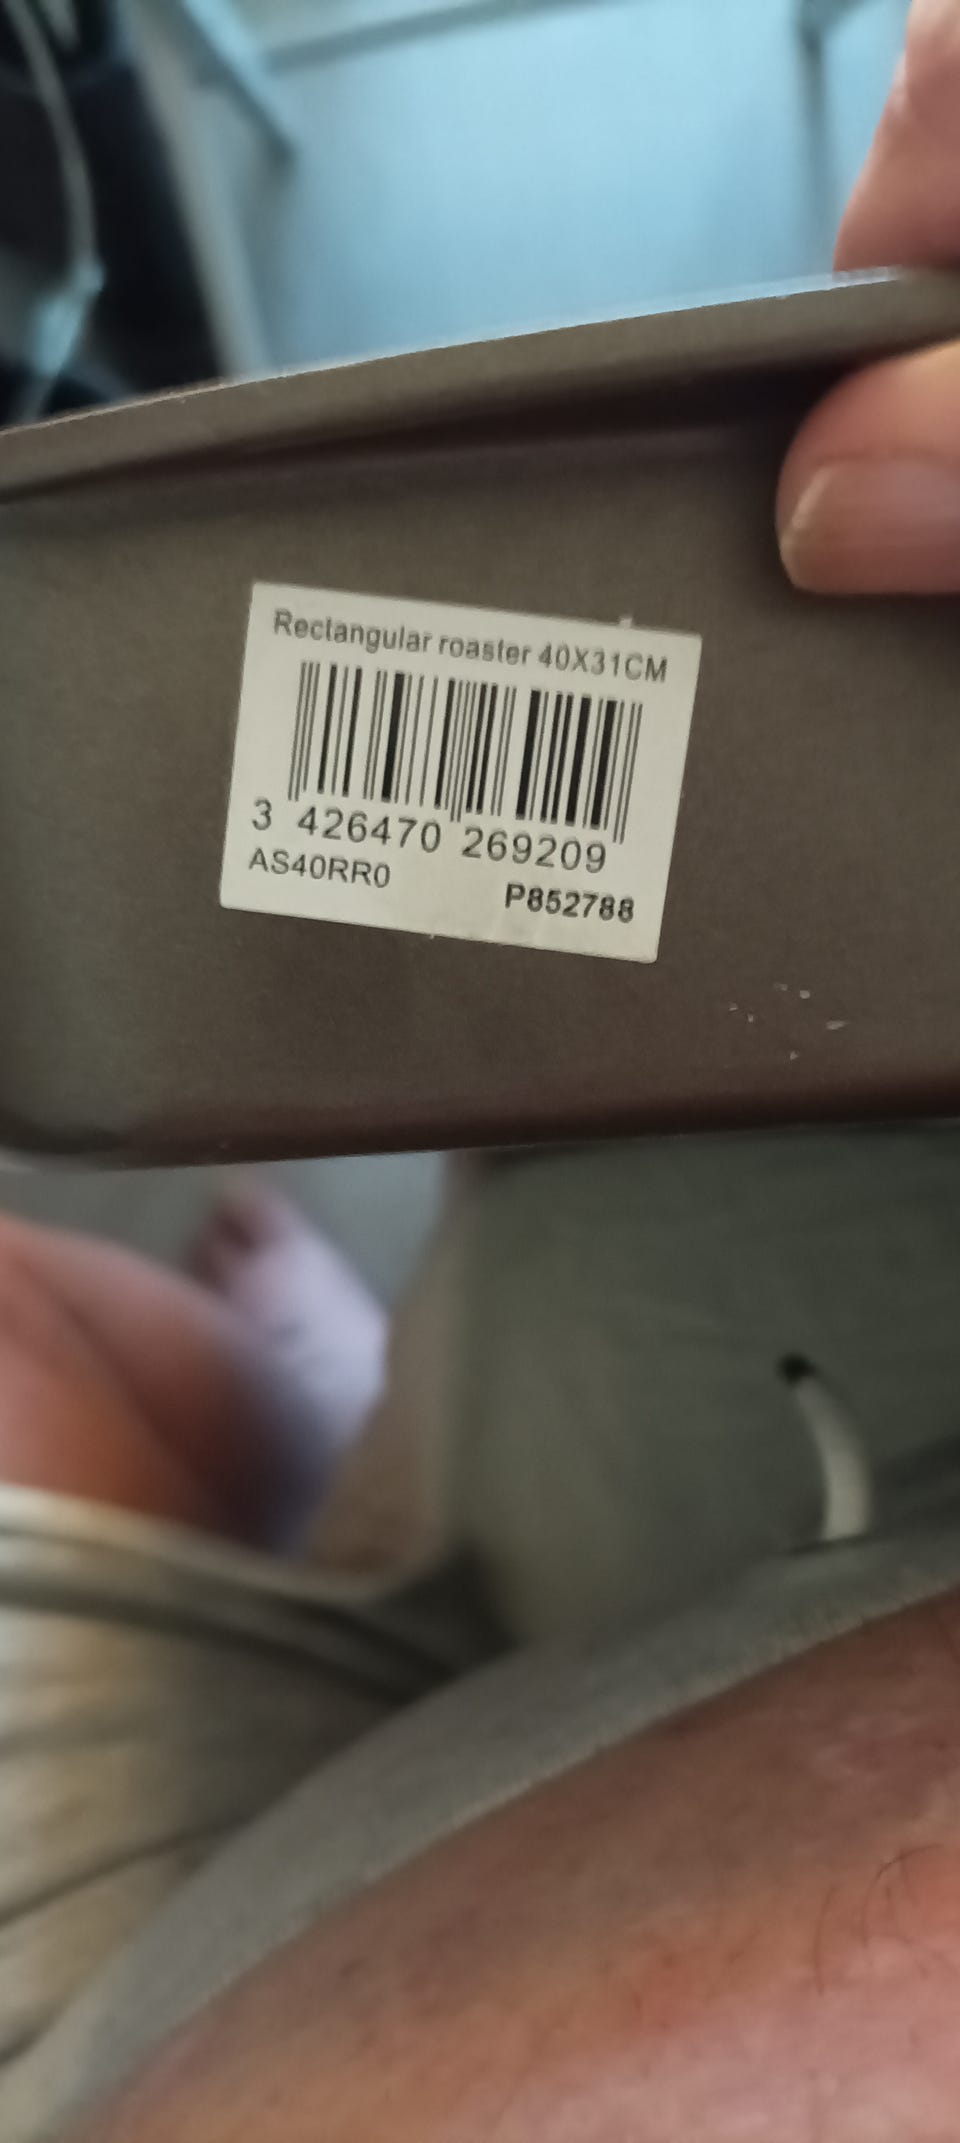 Rectangular roaster 40X31CM
3 426470 269209
AS40RR0
P852788